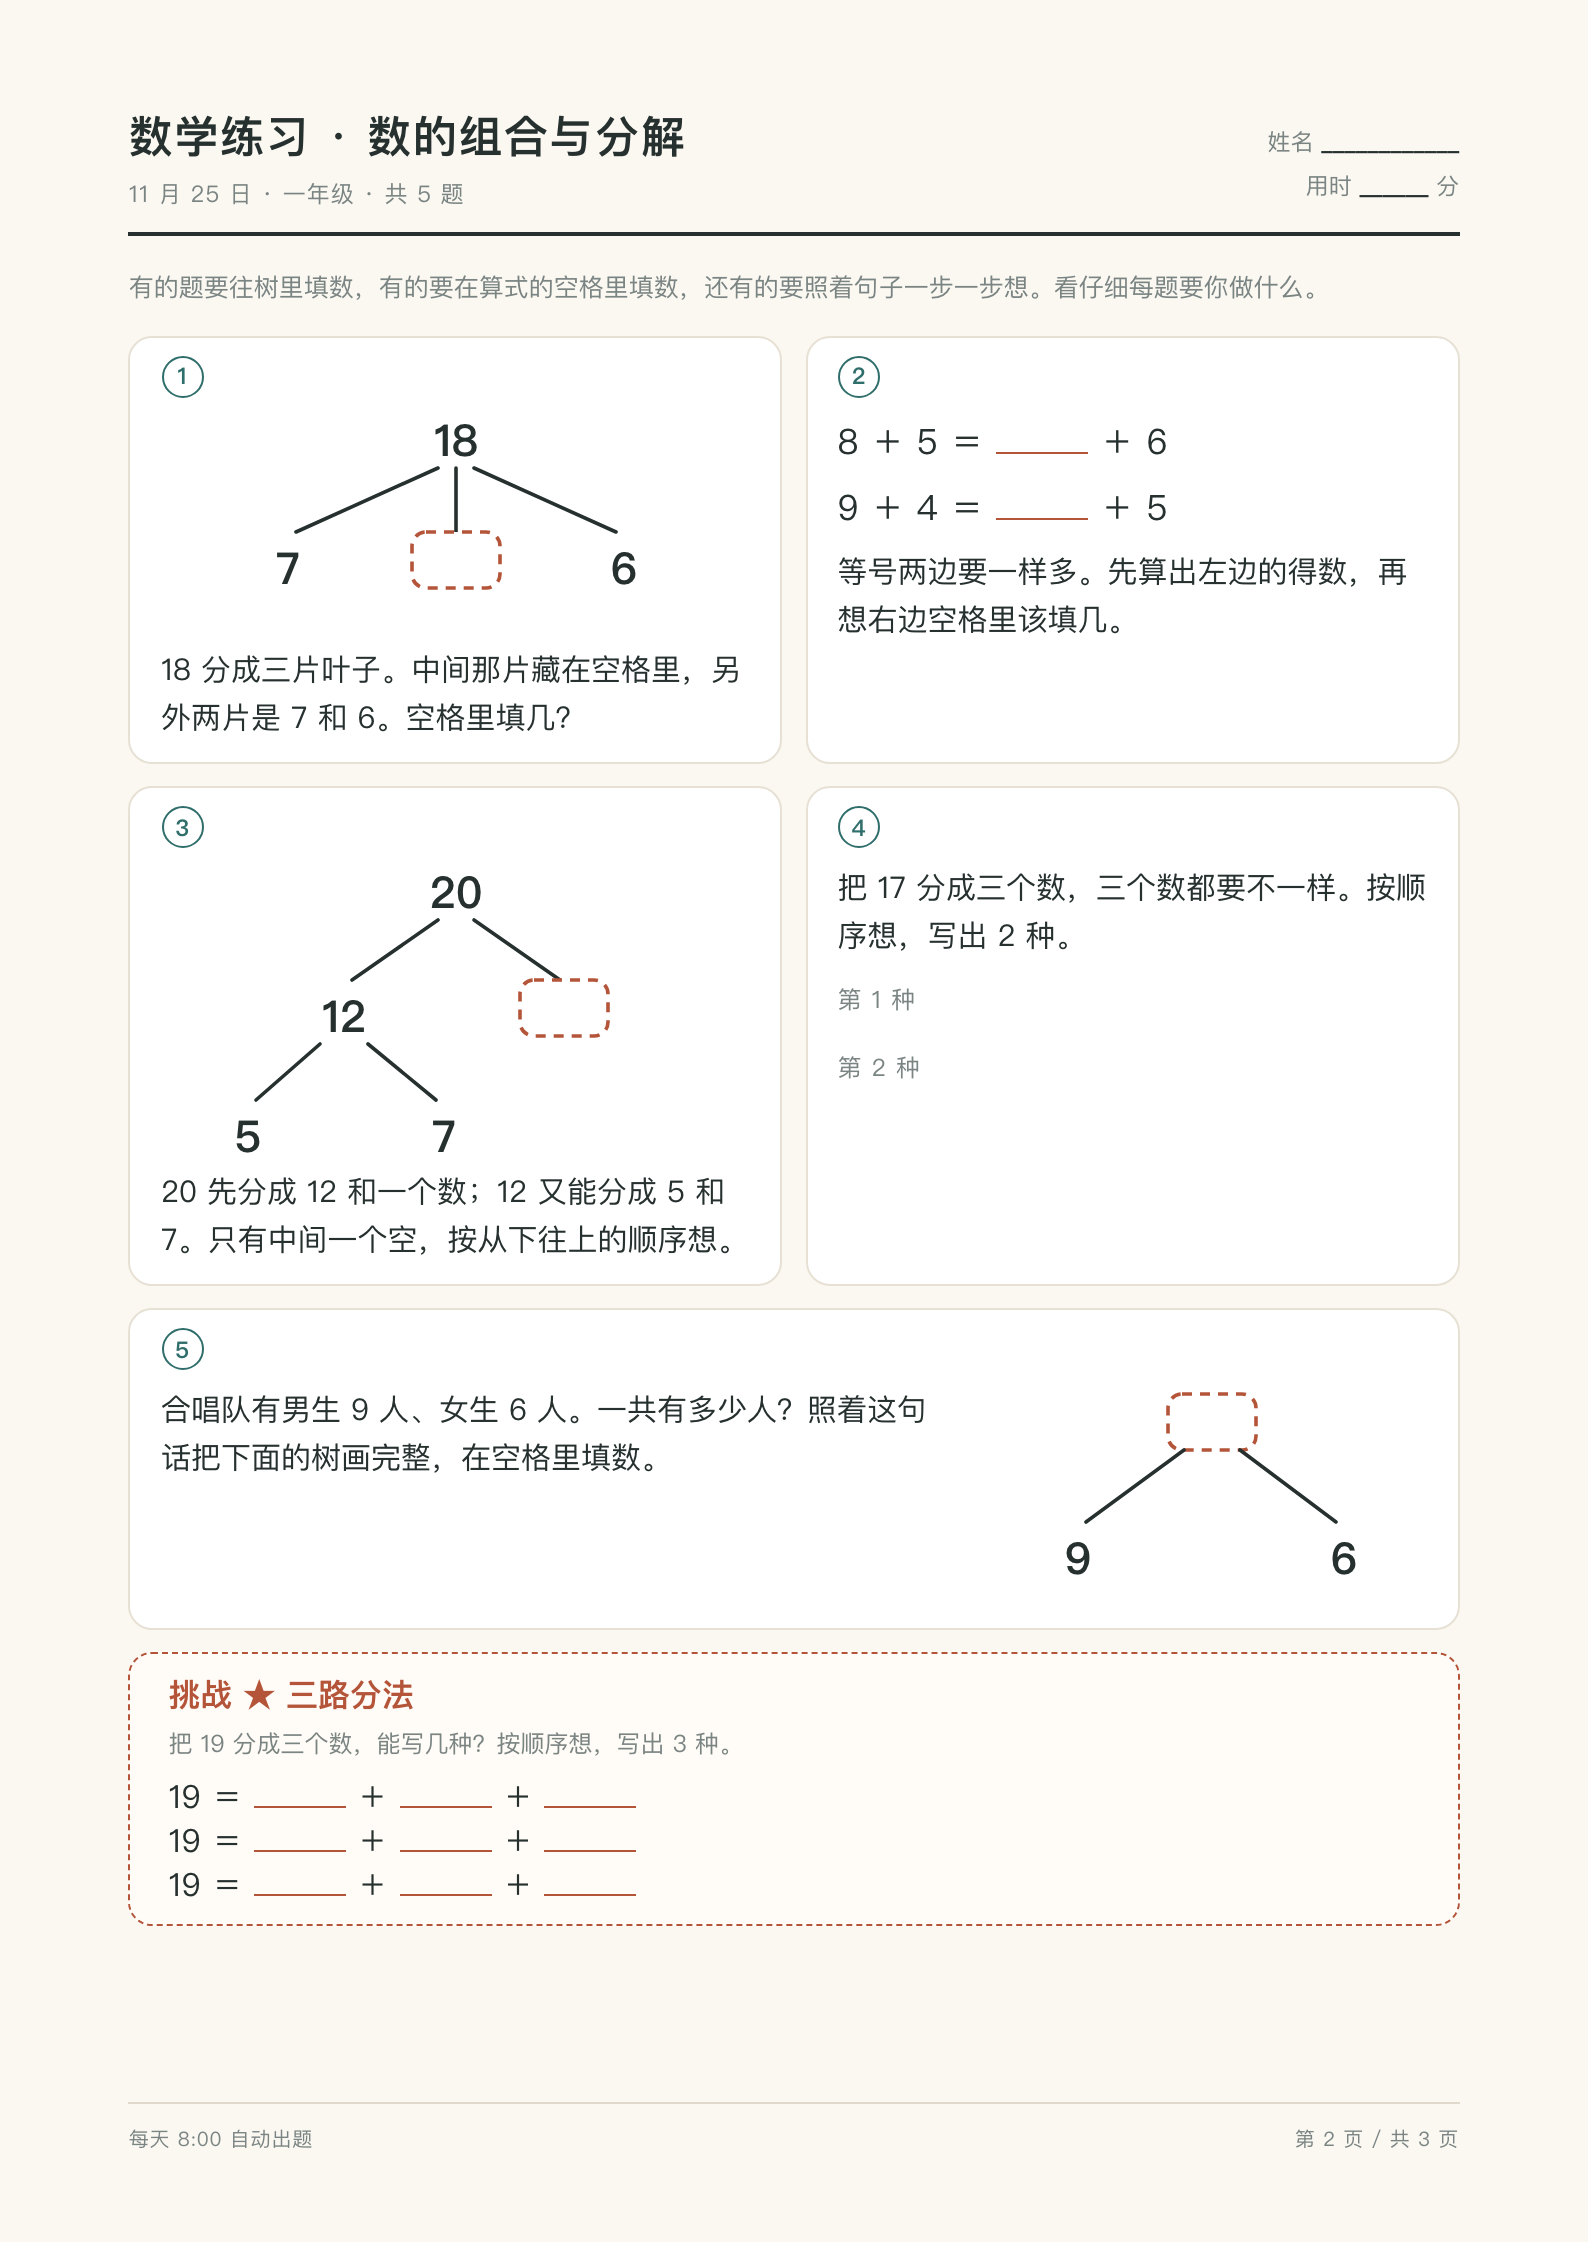 数学练习 · 数的组合与分解
姓名 ____________
11 月 25 日 · 一年级 · 共 5 题
用时 ______ 分
有的题要往树里填数，有的要在算式的空格里填数，还有的要照着句子一步一步想。看仔细每题要你做什么。
1
18
7
6
18 分成三片叶子。中间那片藏在空格里，另
外两片是 7 和 6。空格里填几？
2
8 + 5 = ____ + 6
9 + 4 = ____ + 5
等号两边要一样多。先算出左边的得数，再
想右边空格里该填几。
3
20
12
5
7
20 先分成 12 和一个数；12 又能分成 5 和
7。只有中间一个空，按从下往上的顺序想。
4
把 17 分成三个数，三个数都要不一样。按顺
序想，写出 2 种。
第 1 种
第 2 种
5
合唱队有男生 9 人、女生 6 人。一共有多少人？照着这句
话把下面的树画完整，在空格里填数。
9
6
挑战 ★ 三路分法
把 19 分成三个数，能写几种？按顺序想，写出 3 种。
19 = ____ + ____ + ____
19 = ____ + ____ + ____
19 = ____ + ____ + ____
每天 8:00 自动出题
第 2 页 / 共 3 页